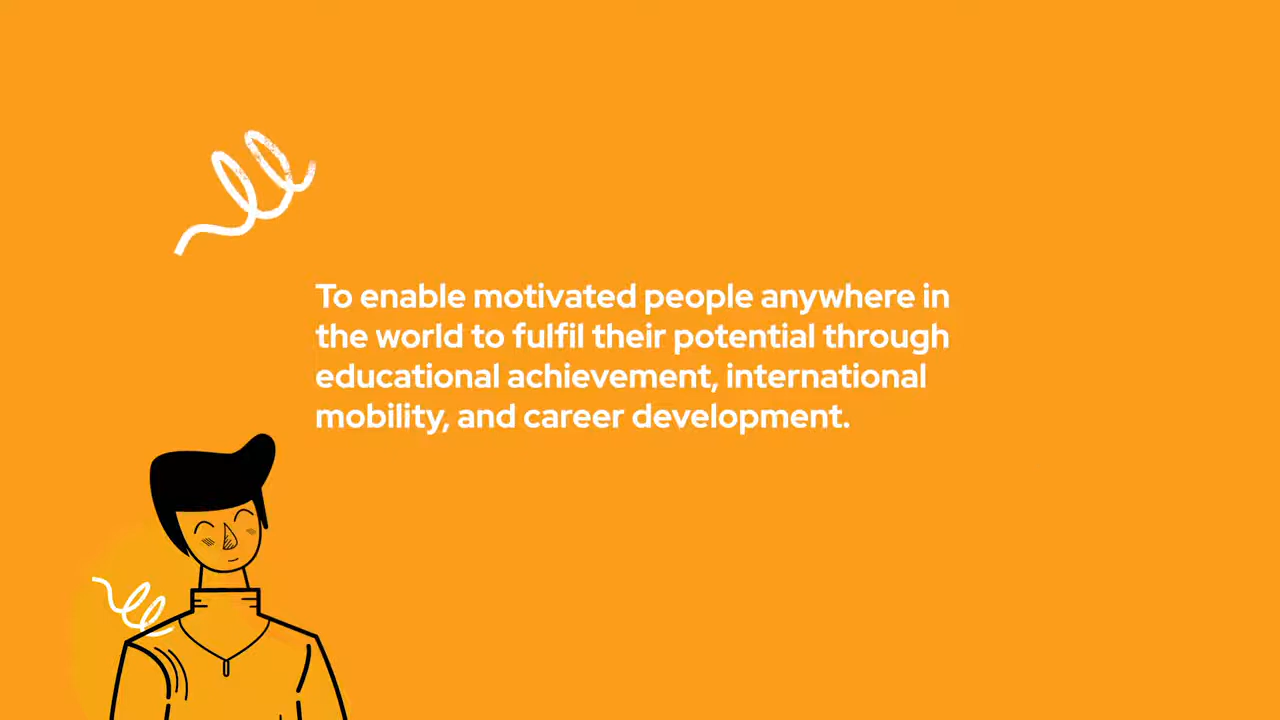 To enable motivated people anywhere in
the world to fulfil their potential through
educational achievement, international
mobility, and career development.